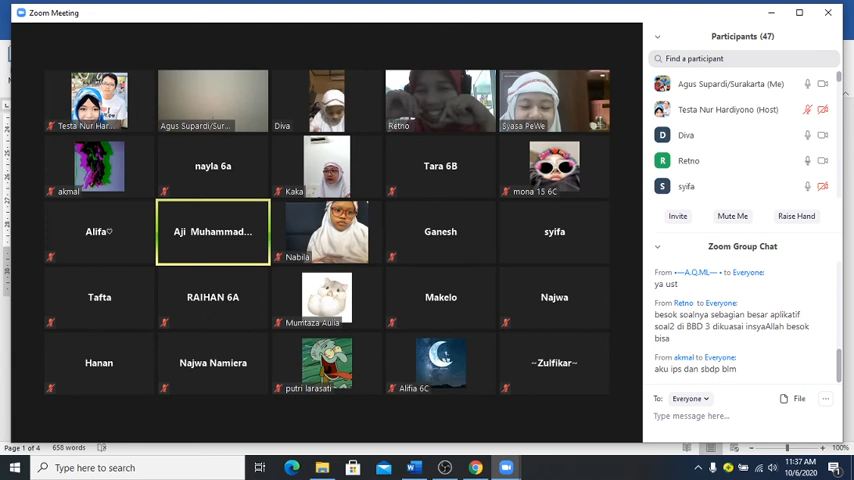 Zoom Meeting
Participants (47)
Find a participant
Agus Supardi/Surakarta (Me)
Testa Nur Hardiyono (Host)
D Diva
R Retno
S syifa
Invite Mute Me Raise Hand
Zoom Group Chat
From •—A.Q.ML—• to Everyone:
ya ust
From Retno to Everyone:
besok soalnya sebagian besar aplikatif
soal2 di BBD 3 dikuasai insyaAllah besok
bisa
From akmal to Everyone:
aku ips dan sbdp blm
To: Everyone File ...
Type message here...
Testa Nur Har... Agus Supardi/Sur... Diva Retno Syasa PeWe
akmal nayla 6a Kaka Tara 6B mona 15 6C
Alifa♡ Aji Muhammad... Nabila Ganesh syifa
Tafta RAIHAN 6A Mumtaza Aulia Makelo Najwa
Hanan Najwa Namiera putri larasati Alifia 6C ~Zulfikar~
Page 1 of 4 658 words 100%
Type here to search
11:37 AM
10/6/2020